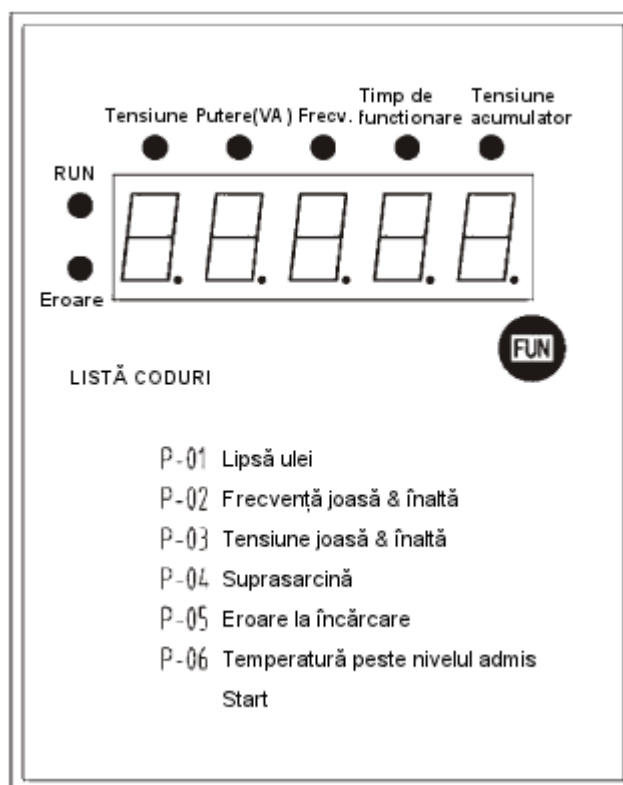 Timp de Tensiune
Tensiune Putere(VA) Frecv. functionare acumulator
RUN
Eroare
FUN
LISTĂ CODURI
P-01 Lipsă ulei
P-02 Frecvență joasă & înaltă
P-03 Tensiune joasă & înaltă
P-04 Suprasarcină
P-05 Eroare la încărcare
P-06 Temperatură peste nivelul admis
Start